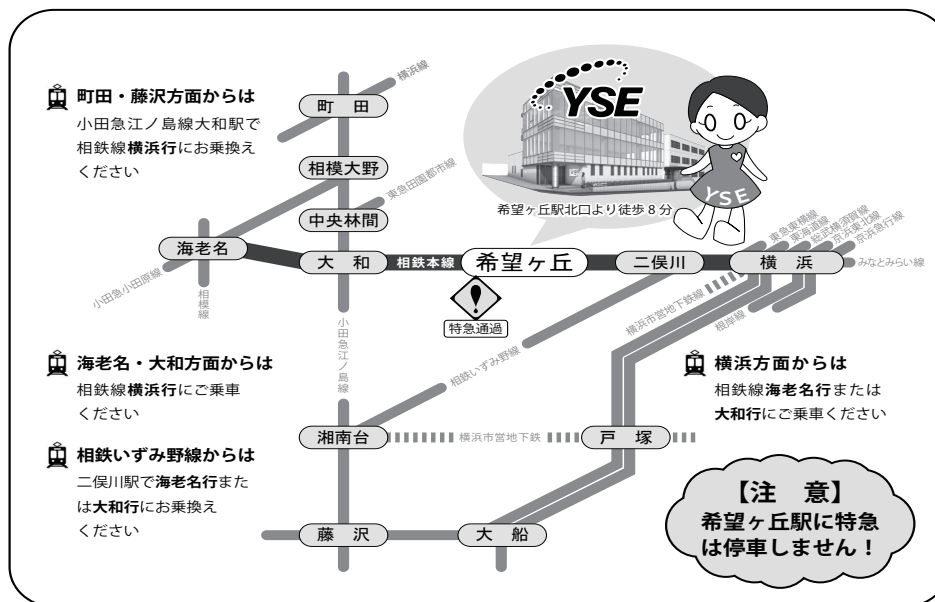 町田・藤沢方面からは
小田急江ノ島線大和駅で
相鉄線横浜行にお乗換え
ください
横浜線
町 田
相模大野
東急田園都市線
中央林間
海老名
大 和
相鉄本線
希望ヶ丘
二俣川
横 浜
YSE
YSE
希望ヶ丘駅北口より徒歩8分
東急東横線
東海道線
総武横須賀線
京浜東北線
京浜急行線
みなとみらい線
小田急小田原線
相模線
特急通過
横浜市営地下鉄線
根岸線
小田急江ノ島線
相鉄いずみ野線
海老名・大和方面からは
相鉄線横浜行にご乗車
ください
横浜方面からは
相鉄線海老名行または
大和行にご乗車ください
湘南台
横浜市営地下鉄
戸 塚
相鉄いずみ野線からは
二俣川駅で海老名行また
は大和行にお乗換え
ください
藤 沢
大 船
【注 意】
希望ヶ丘駅に特急
は停車しません！